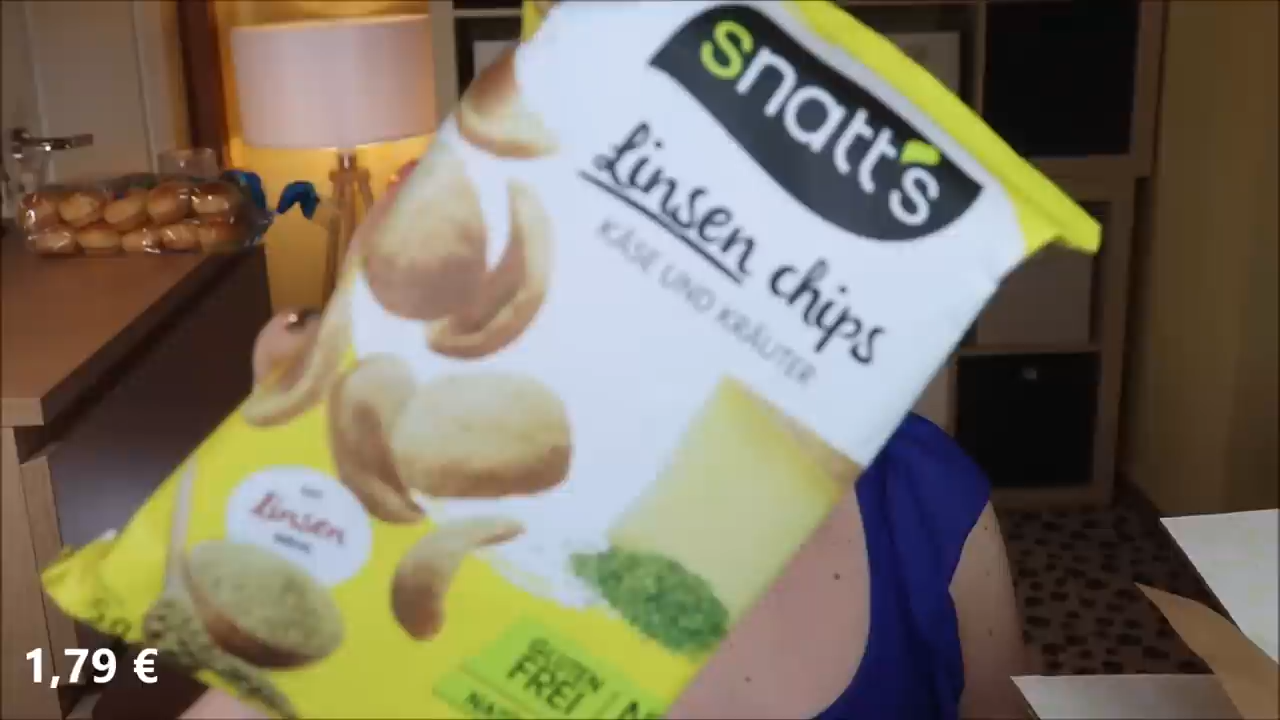 snatt's
Linsen chips
KÄSE UND KRÄUTER
Linsen
GLUTEN
FREI
1,79 €